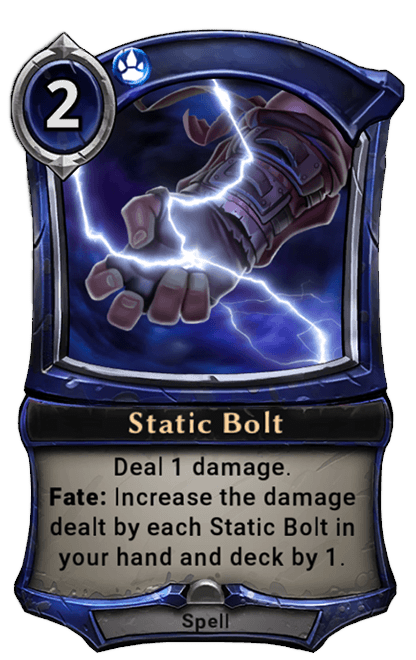 2
Static Bolt
Deal 1 damage.
Fate: Increase the damage
dealt by each Static Bolt in
your hand and deck by 1.
Spell